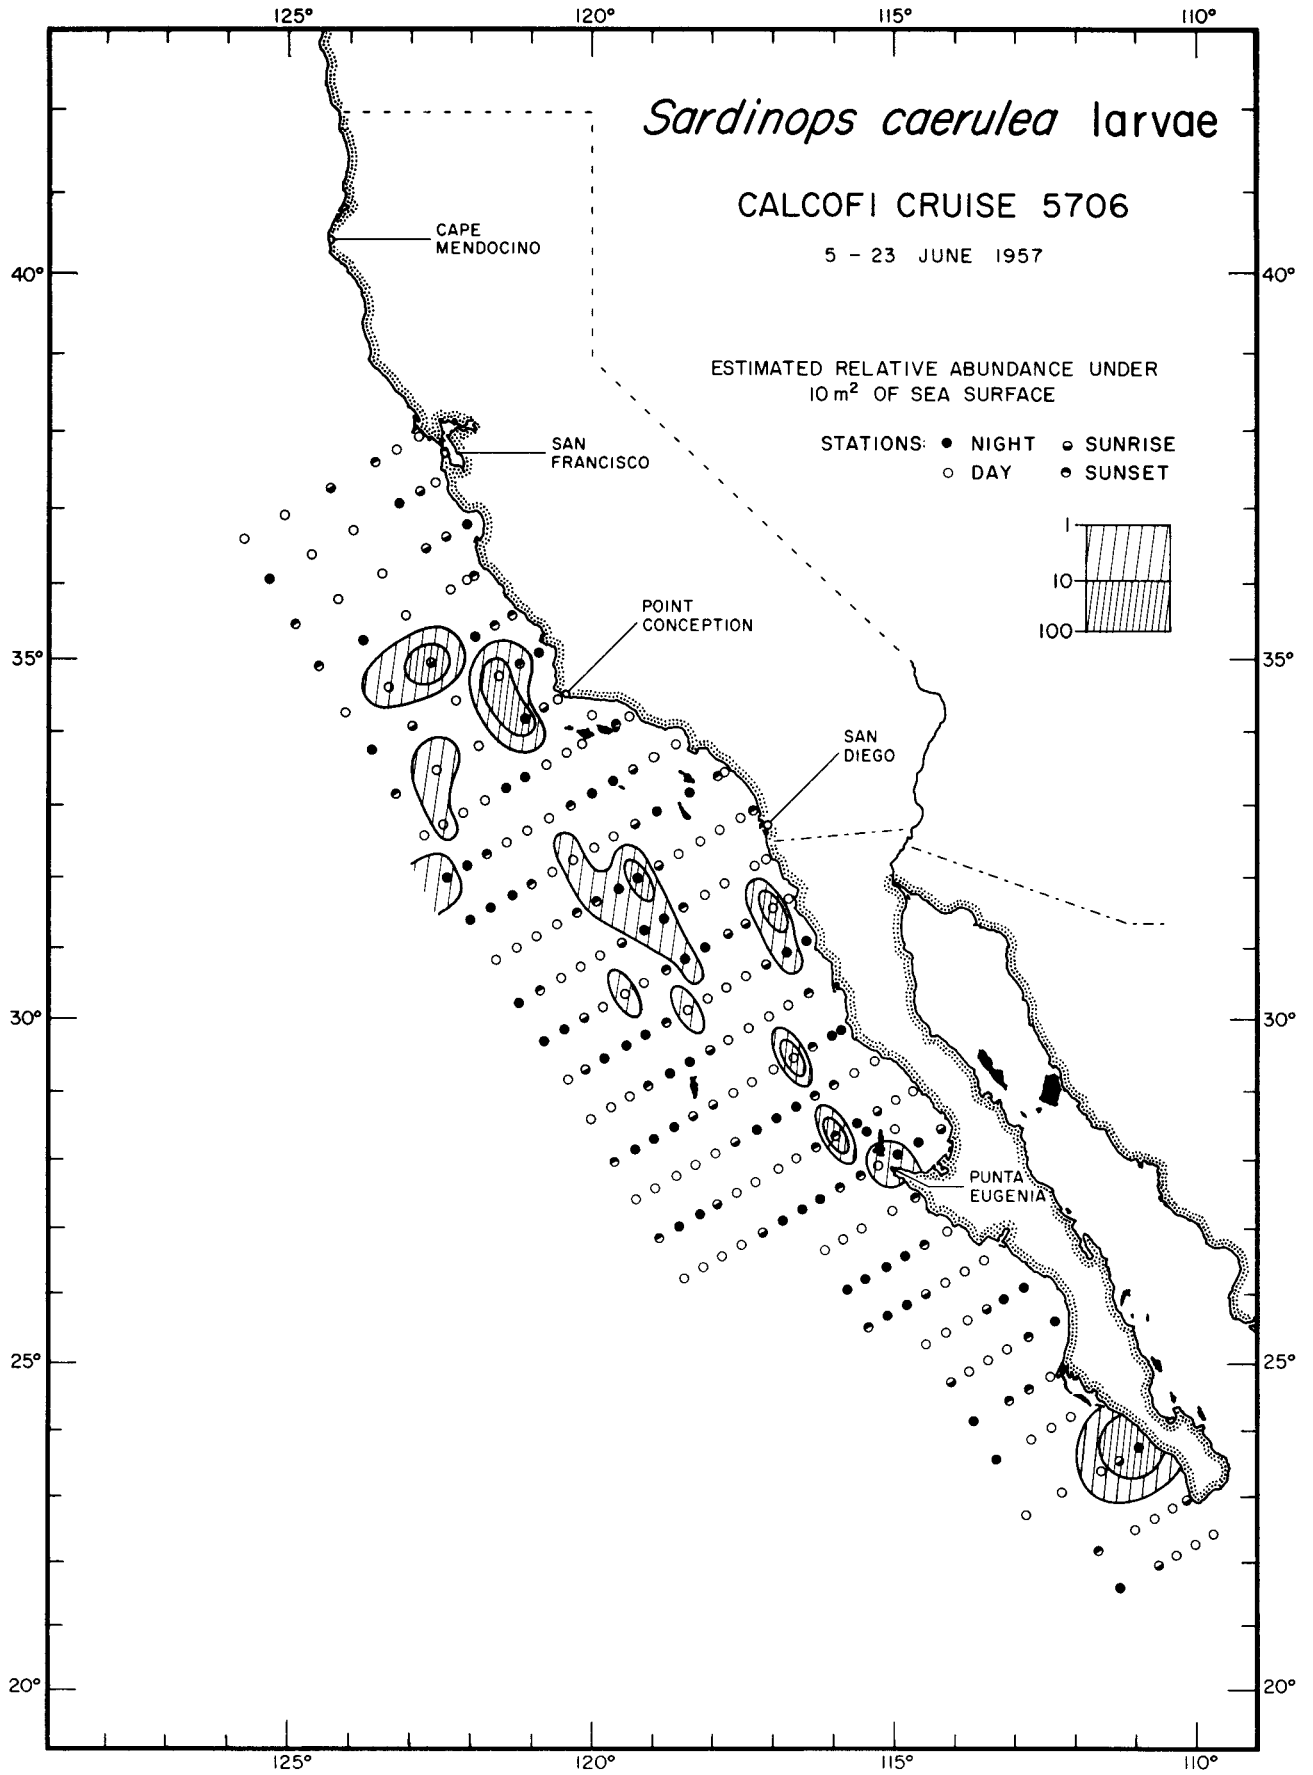 125° 120° 115° 110°
Sardinops caerulea larvae
CALCOFI CRUISE 5706
5 - 23 JUNE 1957
CAPE
MENDOCINO
40° 40°
ESTIMATED RELATIVE ABUNDANCE UNDER
10 m² OF SEA SURFACE
STATIONS: ● NIGHT SUNRISE
○ DAY SUNSET
SAN
FRANCISCO
1
10
100
POINT
CONCEPTION
35° 35°
SAN
DIEGO
30° 30°
PUNTA
EUGENIA
25° 25°
20° 20°
125° 120° 115° 110°